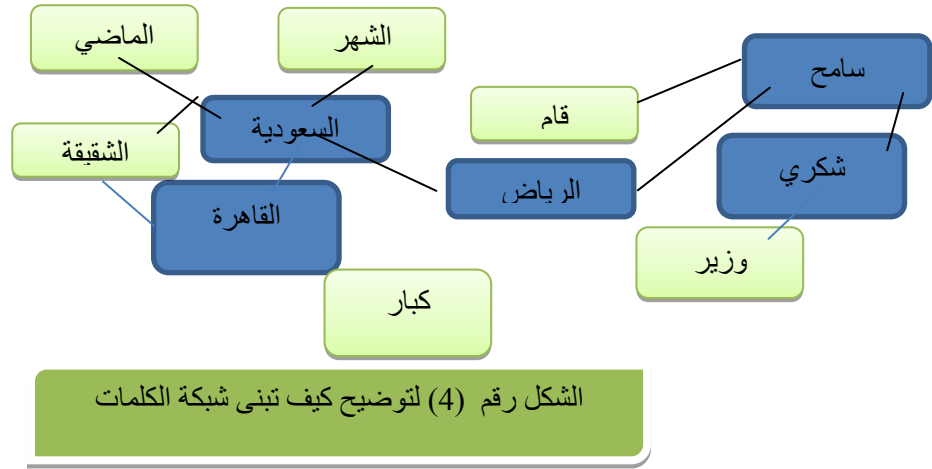 الشهر
الماضي
سامح
قام
السعودية
الشقيقة
شكري
الرياض
القاهرة
وزير
كبار
الشكل رقم (4) لتوضيح كيف تبنى شبكة الكلمات